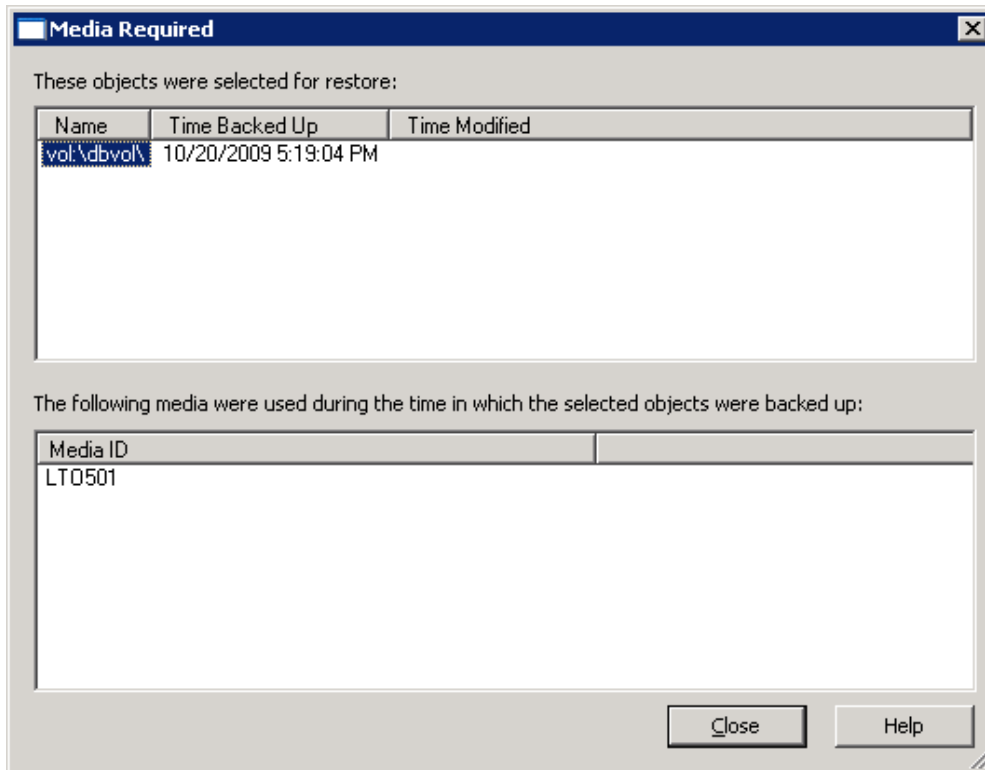 Media Required
These objects were selected for restore:
Name Time Backed Up Time Modified
vol:\dbvol\ 10/20/2009 5:19:04 PM
The following media were used during the time in which the selected objects were backed up:
Media ID
LTO501
Close Help